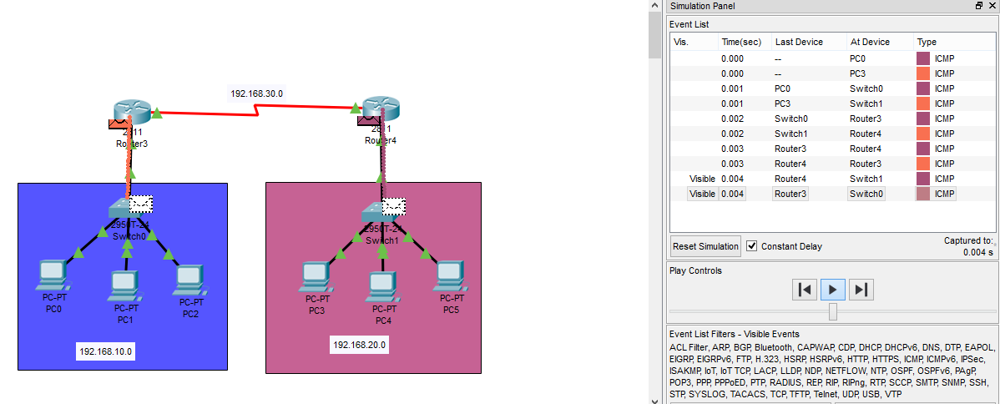 192.168.30.0
2811
Router3
2811
Router4
2950T-24
Switch0
2950T-24
Switch1
PC-PT
PC0
PC-PT
PC1
PC-PT
PC2
PC-PT
PC3
PC-PT
PC4
PC-PT
PC5
192.168.10.0
192.168.20.0
Simulation Panel
Event List
Vis. Time(sec) Last Device At Device Type
0.000 -- PC0 ICMP
0.000 -- PC3 ICMP
0.001 PC0 Switch0 ICMP
0.001 PC3 Switch1 ICMP
0.002 Switch0 Router3 ICMP
0.002 Switch1 Router4 ICMP
0.003 Router3 Router4 ICMP
0.003 Router4 Router3 ICMP
Visible 0.004 Router4 Switch1 ICMP
Visible 0.004 Router3 Switch0 ICMP
Reset Simulation Constant Delay
Captured to:
0.004 s
Play Controls
Event List Filters - Visible Events
ACL Filter, ARP, BGP, Bluetooth, CAPWAP, CDP, DHCP, DHCPv6, DNS, DTP, EAPOL,
EIGRP, EIGRPv6, FTP, H.323, HSRP, HSRPv6, HTTP, HTTPS, ICMP, ICMPv6, IPSec,
ISAKMP, IoT, IoT TCP, LACP, LLDP, NDP, NETFLOW, NTP, OSPF, OSPFv6, PAgP,
POP3, PPP, PPPoED, PTP, RADIUS, REP, RIP, RIPng, RTP, SCCP, SMTP, SNMP, SSH,
STP, SYSLOG, TACACS, TCP, TFTP, Telnet, UDP, USB, VTP